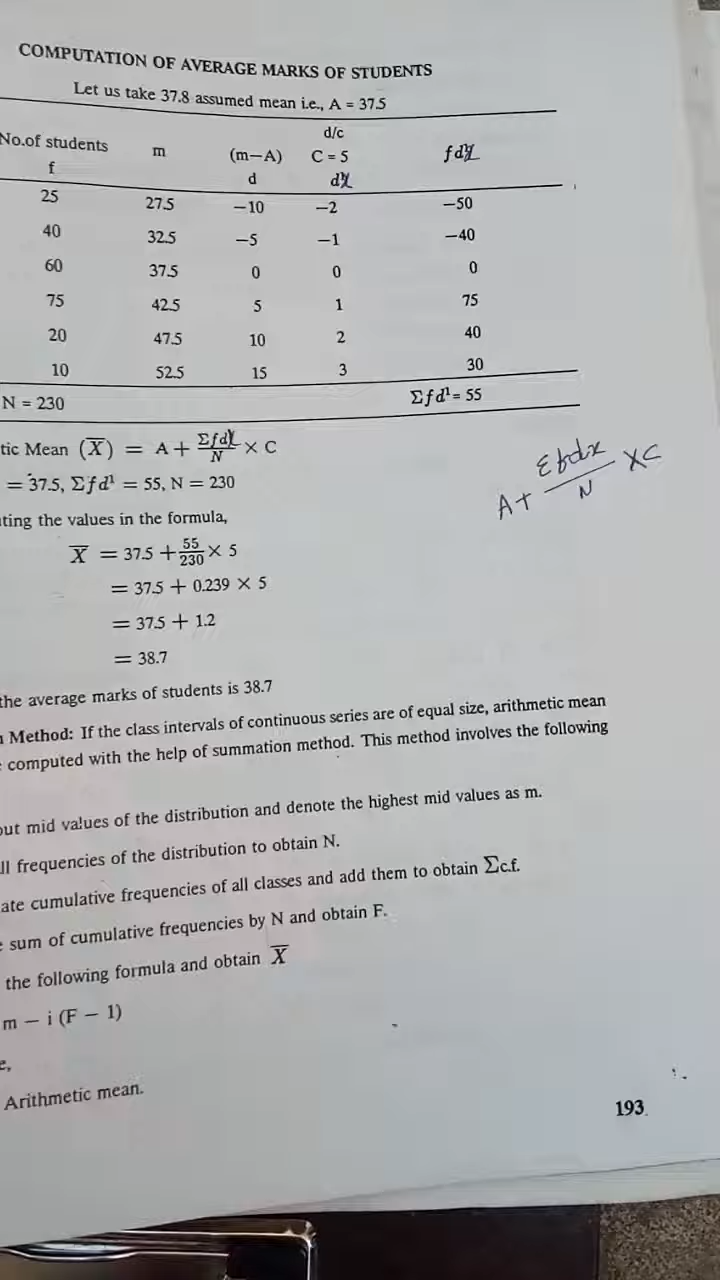 COMPUTATION OF AVERAGE MARKS OF STUDENTS
Let us take 37.8 assumed mean i.e., A = 37.5
d/c
No.of students m (m−A) C = 5 fdx
f d dx
25 27.5 −10 −2 −50
40 32.5 −5 −1 −40
60 37.5 0 0 0
75 42.5 5 1 75
20 47.5 10 2 40
10 52.5 15 3 30
N = 230 Σfd¹ = 55
tic Mean (X̅) = A + Σfdx/N × C
= 37.5, Σfd¹ = 55, N = 230
A + Σfdx/N × C
ting the values in the formula,
X̅ = 37.5 + 55/230 × 5
= 37.5 + 0.239 × 5
= 37.5 + 1.2
= 38.7
the average marks of students is 38.7
Method: If the class intervals of continuous series are of equal size, arithmetic mean
computed with the help of summation method. This method involves the following
out mid values of the distribution and denote the highest mid values as m.
ll frequencies of the distribution to obtain N.
ate cumulative frequencies of all classes and add them to obtain Σc.f.
sum of cumulative frequencies by N and obtain F.
the following formula and obtain X̅
m − i (F − 1)
e,
Arithmetic mean.
193